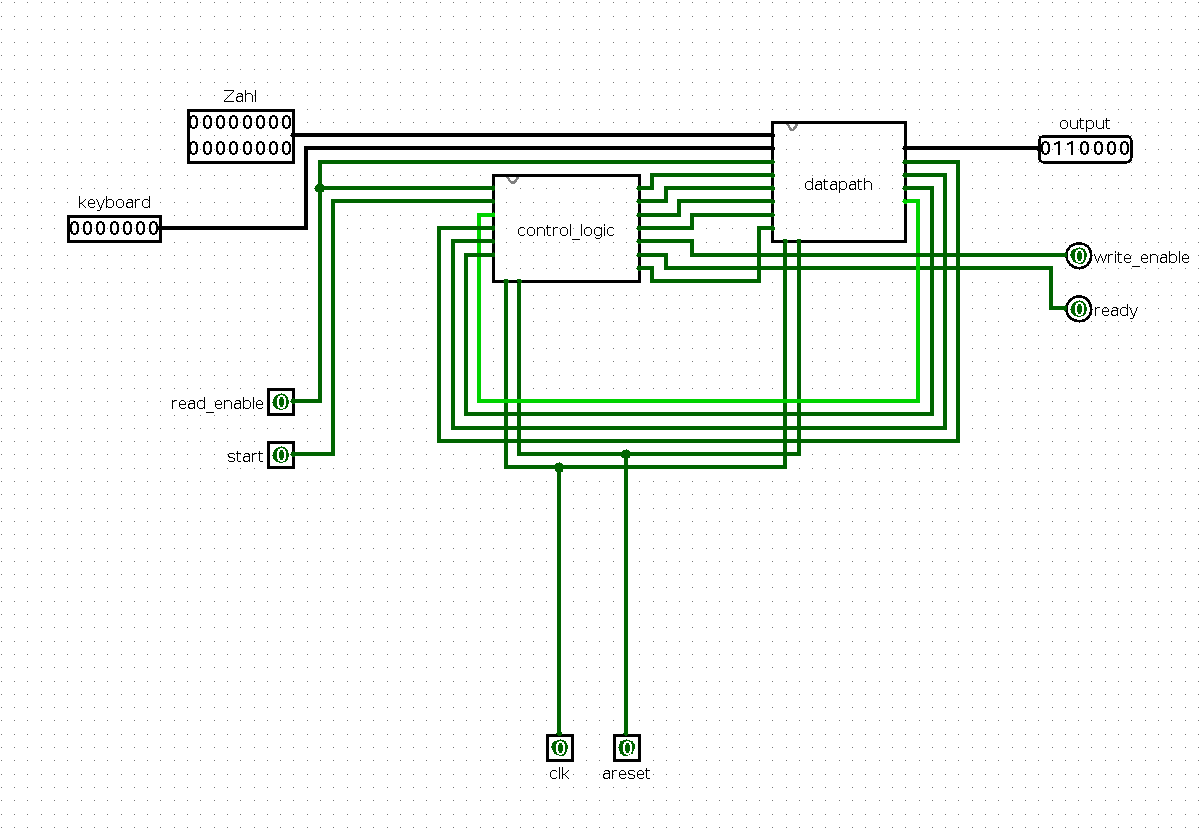 Zahl
00000000
00000000
output
0110000
datapath
keyboard
0000000
control_logic
0
write_enable
0
ready
read_enable
0
start
0
0
0
clk
areset